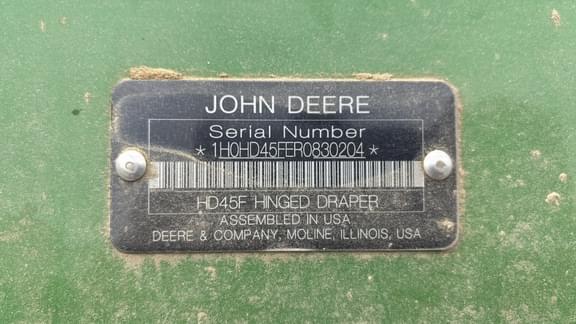 JOHN DEERE
Serial Number
*1H0HD45FER0830204*
HD45F HINGED DRAPER
ASSEMBLED IN USA
DEERE & COMPANY, MOLINE, ILLINOIS, USA